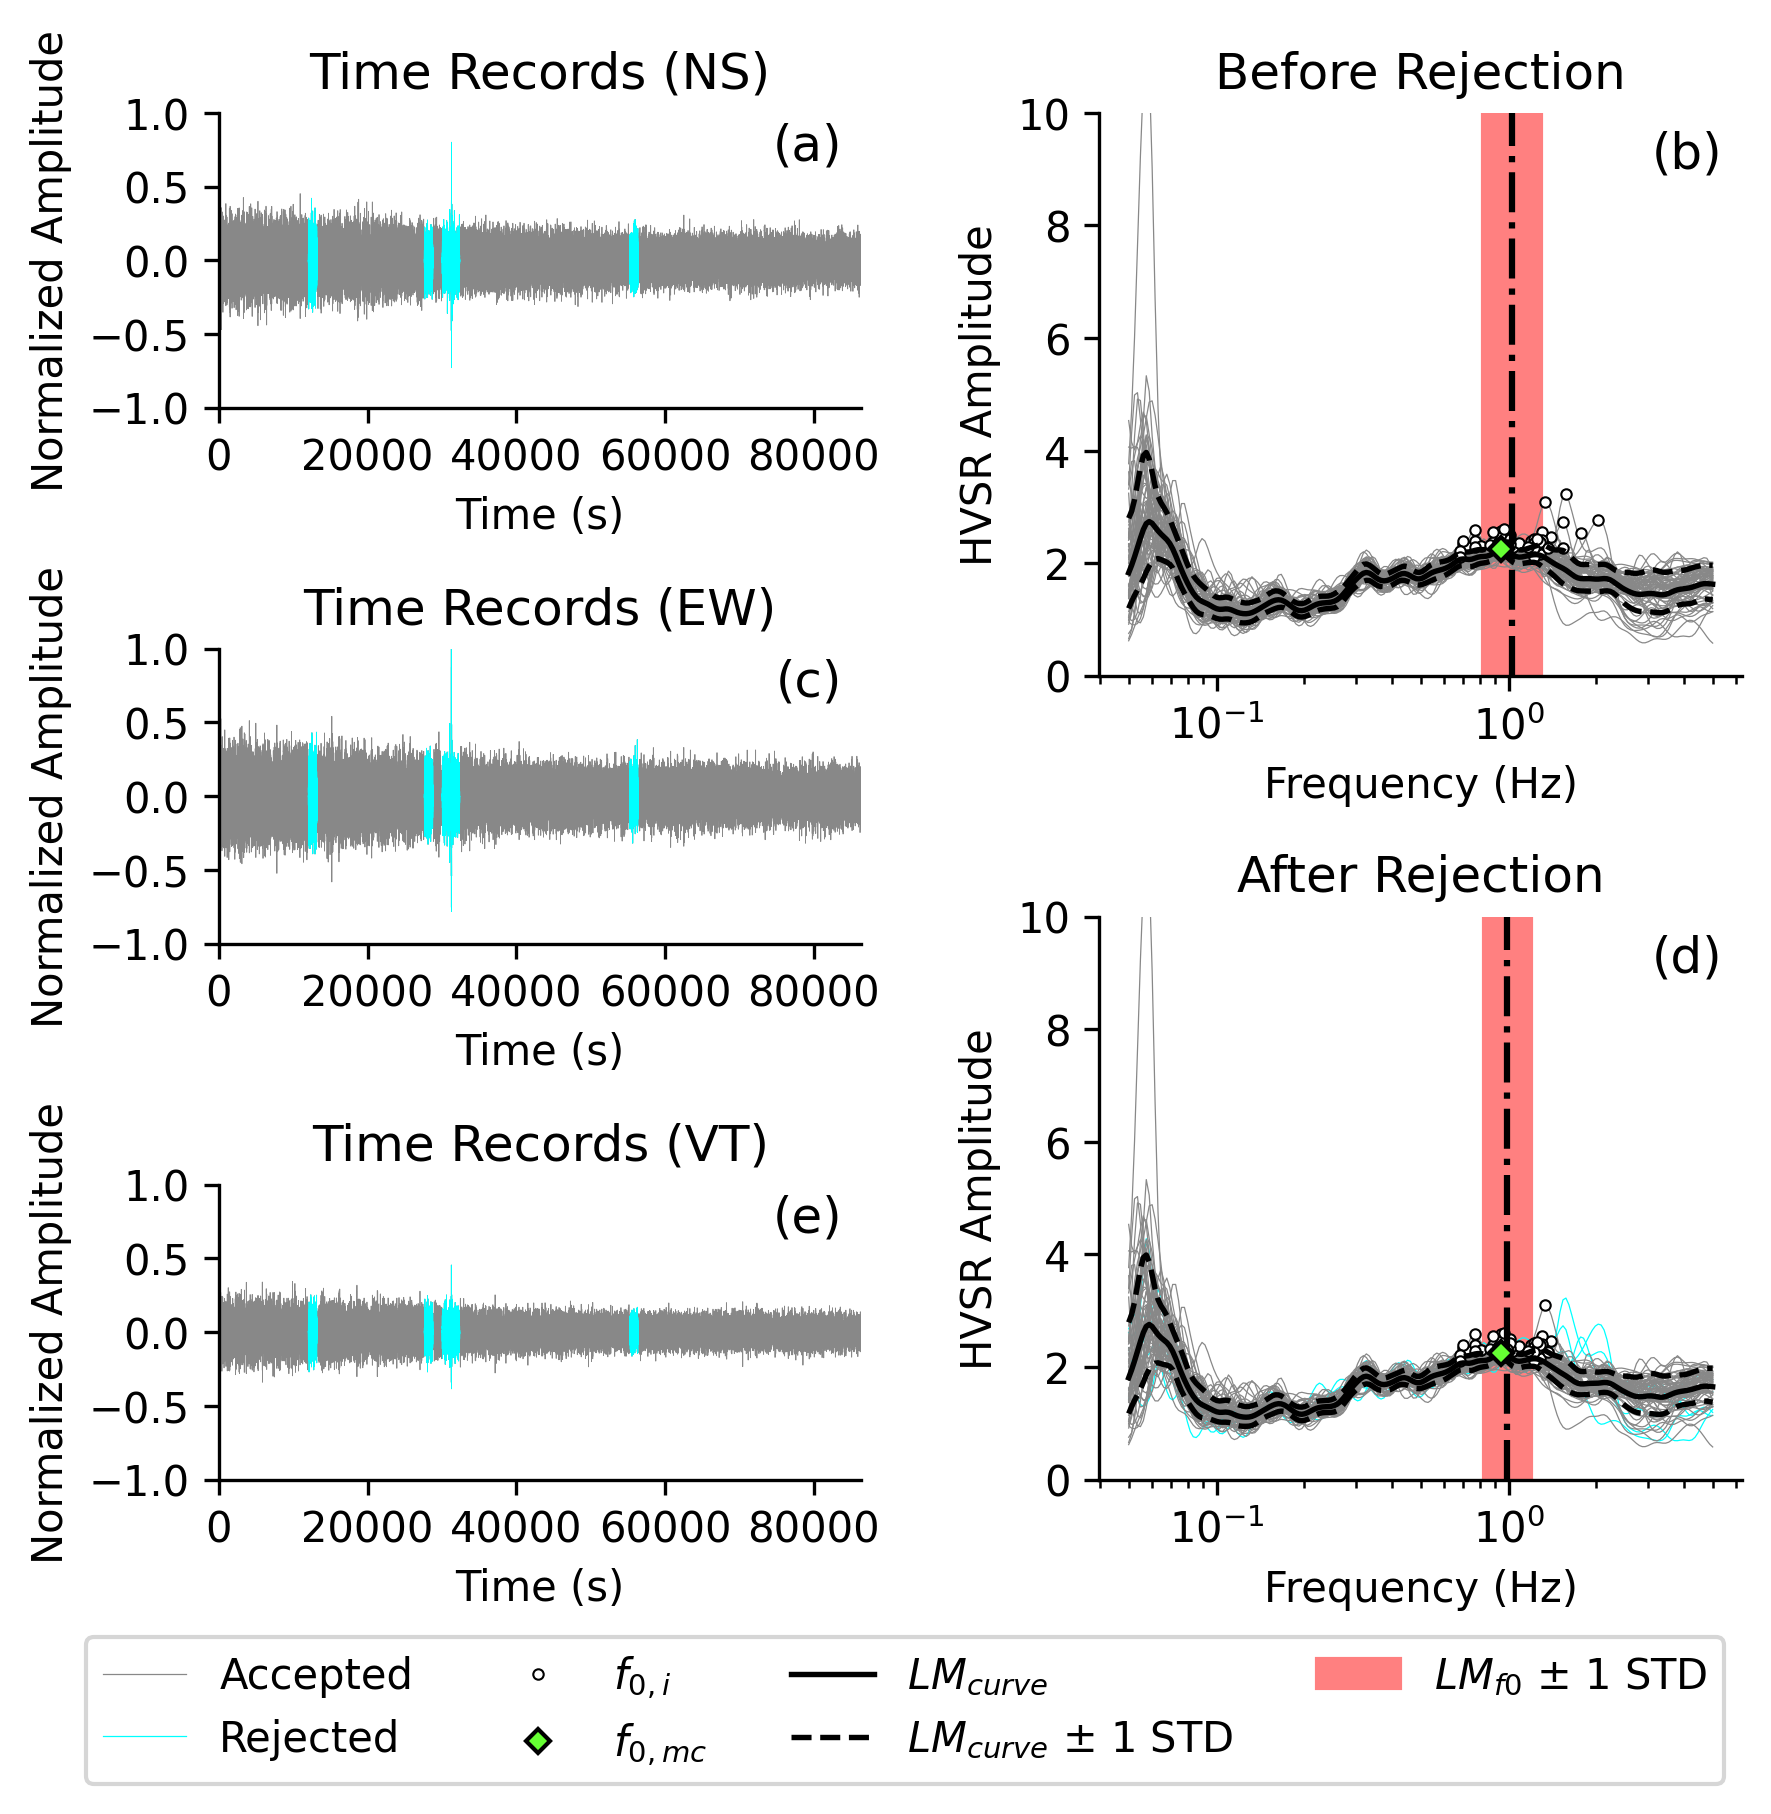 Time Records (NS)
Normalized Amplitude
1.0
0.5
0.0
−0.5
−1.0
(a)
0 20000 40000 60000 80000
Time (s)
Before Rejection
HVSR Amplitude
10
8
6
4
2
0
(b)
10⁻¹ 10⁰
Frequency (Hz)
Time Records (EW)
Normalized Amplitude
1.0
0.5
0.0
−0.5
−1.0
(c)
0 20000 40000 60000 80000
Time (s)
After Rejection
HVSR Amplitude
10
8
6
4
2
0
(d)
10⁻¹ 10⁰
Frequency (Hz)
Time Records (VT)
Normalized Amplitude
1.0
0.5
0.0
−0.5
−1.0
(e)
0 20000 40000 60000 80000
Time (s)
Accepted
Rejected
f0,i
f0,mc
LMcurve
LMcurve ± 1 STD
LMf0 ± 1 STD